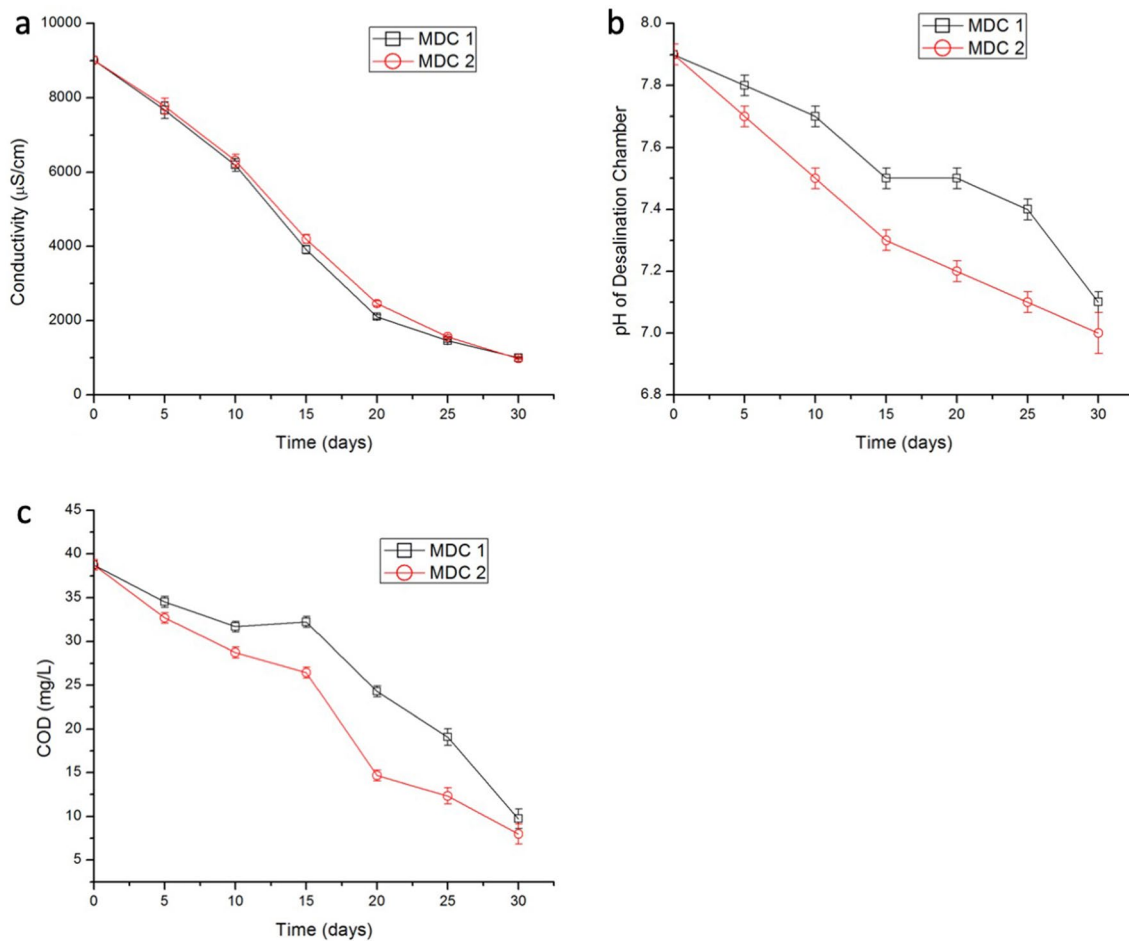 a
10000
8000
6000
4000
2000
0
Conductivity (μS/cm)
MDC 1
MDC 2
0 5 10 15 20 25 30
Time (days)
b
8.0
7.8
7.6
7.4
7.2
7.0
6.8
pH of Desalination Chamber
MDC 1
MDC 2
0 5 10 15 20 25 30
Time (days)
c
45
40
35
30
25
20
15
10
5
COD (mg/L)
MDC 1
MDC 2
0 5 10 15 20 25 30
Time (days)